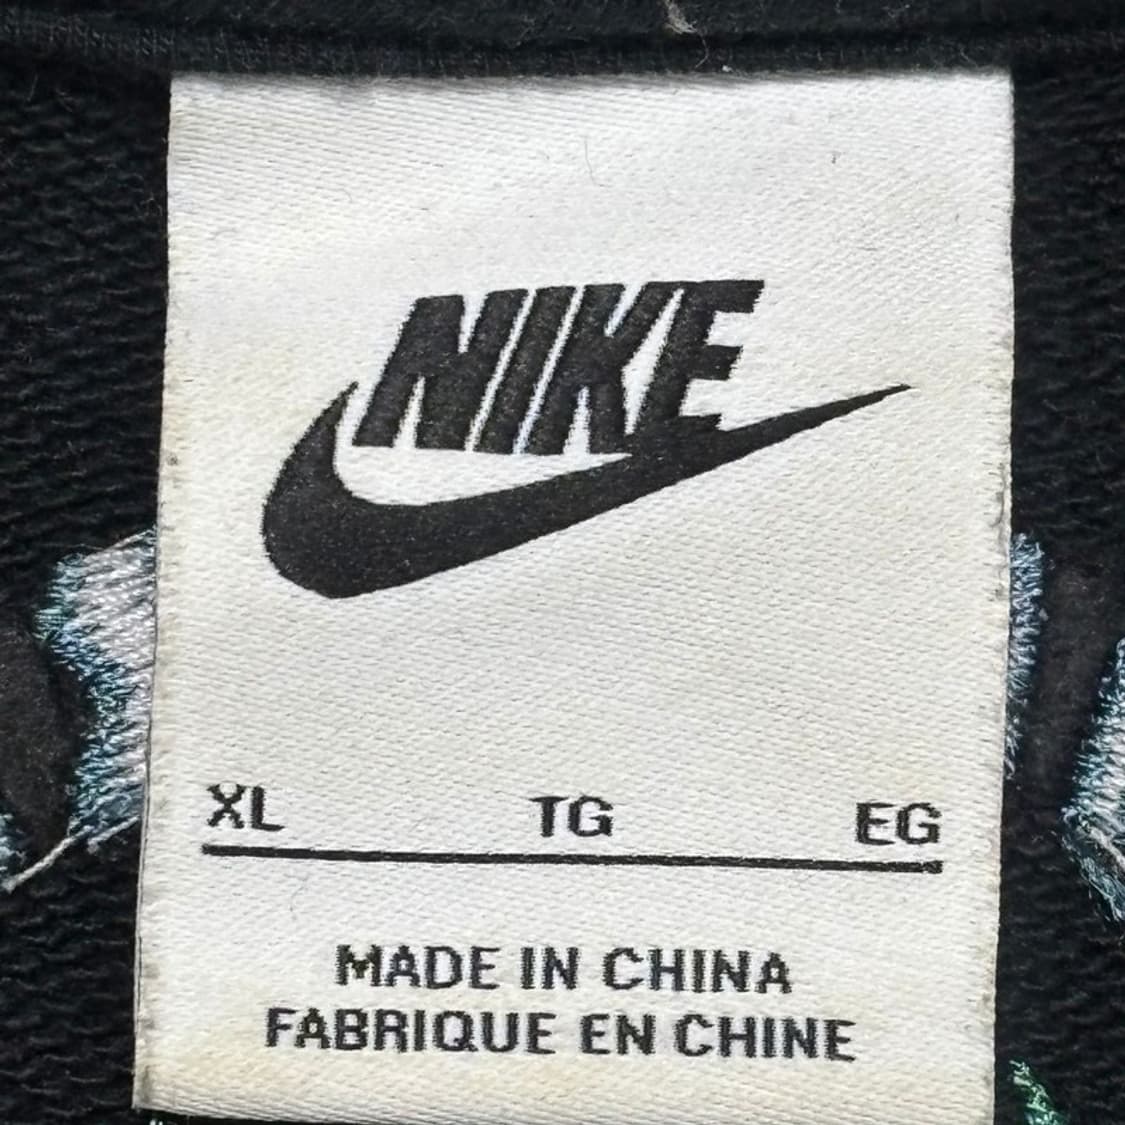 NIKE
XL TG EG
MADE IN CHINA
FABRIQUE EN CHINE